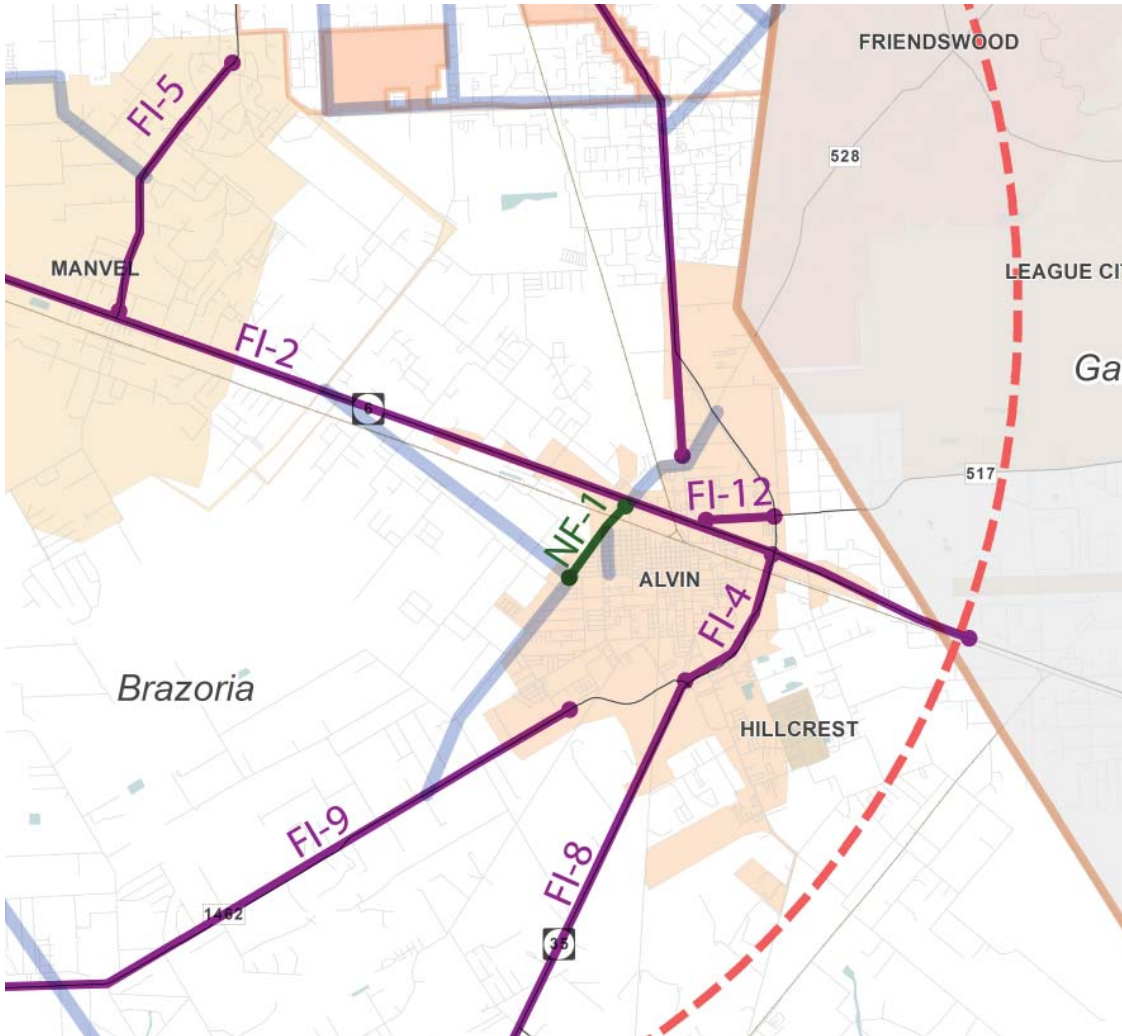 FRIENDSWOOD
FI-5
528
MANVEL
LEAGUE CI
FI-2
Ga
6
517
FI-12
NF-1
ALVIN
FI-4
Brazoria
HILLCREST
FI-9
FI-8
1462
35